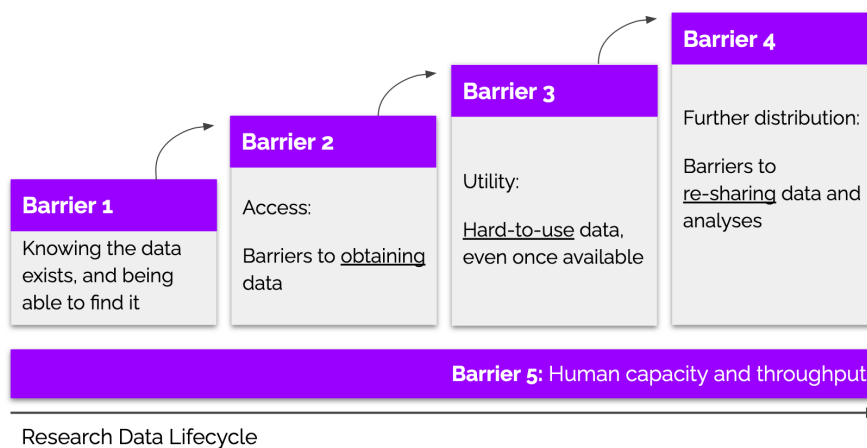 Barrier 1
Knowing the data
exists, and being
able to find it
Barrier 2
Access:
Barriers to obtaining
data
Barrier 3
Utility:
Hard-to-use data,
even once available
Barrier 4
Further distribution:
Barriers to
re-sharing data and
analyses
Barrier 5: Human capacity and throughput
Research Data Lifecycle